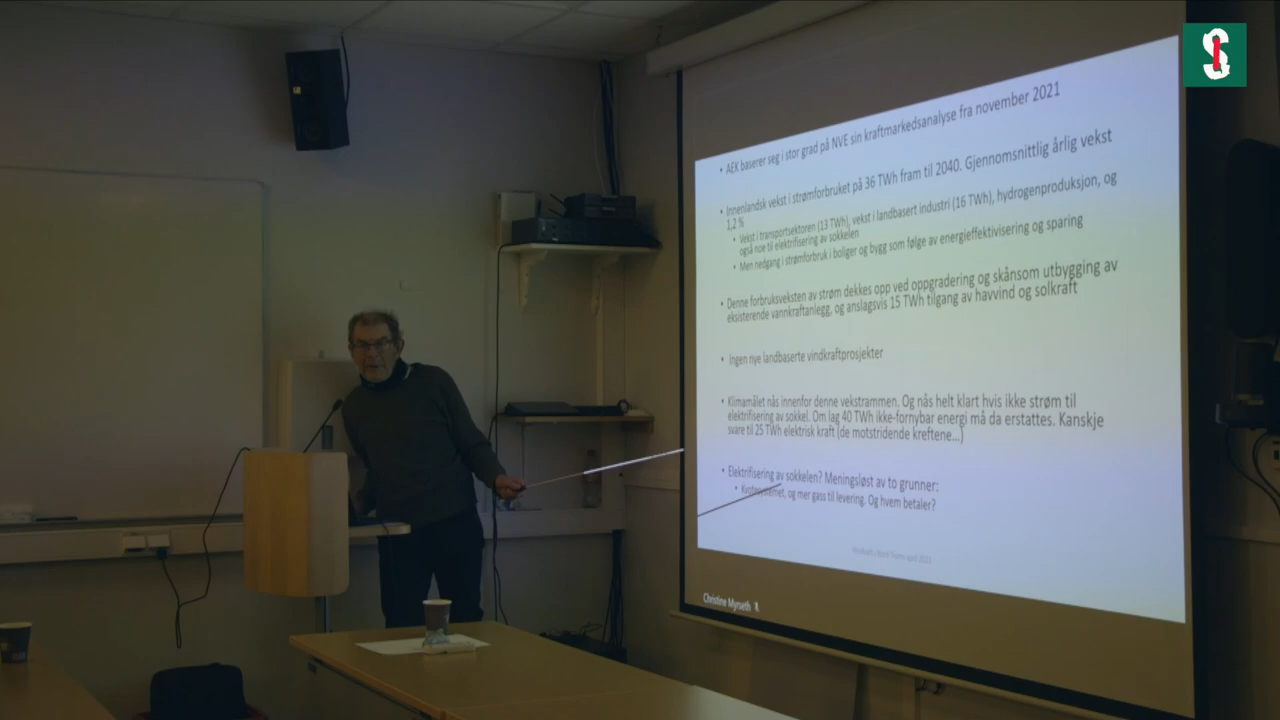 • AEK baserer seg i stor grad på NVE sin kraftmarkedsanalyse fra november 2021
• Innenlandsk vekst i strømforbruket på 36 TWh fram til 2040. Gjennomsnittlig årlig vekst
1,2 %
• Vekst i transportsektoren (13 TWh), vekst i landbasert industri (16 TWh), hydrogenproduksjon, og
også noe til elektrifisering av sokkelen
• Men nedgang i strømforbruk i boliger og bygg som følge av energieffektivisering og sparing
• Denne forbruksveksten av strøm dekkes opp ved oppgradering og skånsom utbygging av
eksisterende vannkraftanlegg, og anslagsvis 15 TWh tilgang av havvind og solkraft
• Ingen nye landbaserte vindkraftprosjekter
• Klimamålet nås innenfor denne vekstrammen. Og nås helt klart hvis ikke strøm til
elektrifisering av sokkel. Om lag 40 TWh ikke-fornybar energi må da erstattes. Kanskje
svare til 25 TWh elektrisk kraft (de motstridende kreftene...)
• Elektrifisering av sokkelen? Meningsløst av to grunner:
• Kvotesystemet, og mer gass til levering. Og hvem betaler?
april 2023
Christine Myrseth